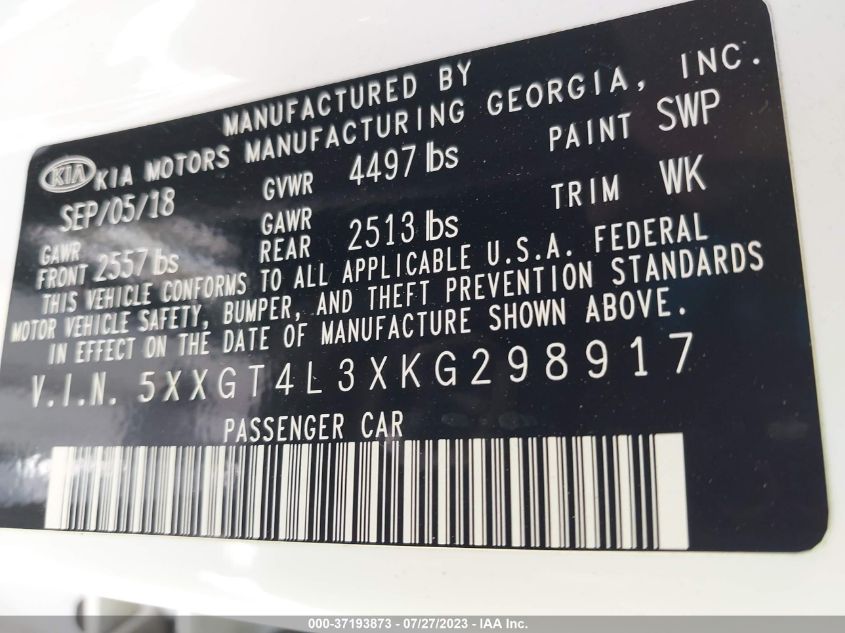 MANUFACTURED BY
KIA KIA MOTORS MANUFACTURING GEORGIA, INC.
SEP/05/18 GVWR 4497 lbs PAINT SWP
GAWR FRONT 2557 lbs GAWR REAR 2513 lbs TRIM WK
THIS VEHICLE CONFORMS TO ALL APPLICABLE U.S.A. FEDERAL
MOTOR VEHICLE SAFETY, BUMPER, AND THEFT PREVENTION STANDARDS
IN EFFECT ON THE DATE OF MANUFACTURE SHOWN ABOVE.
V.I.N. 5XXGT4L3XKG298917
PASSENGER CAR
000-37193873 - 07/27/2023 - IAA Inc.